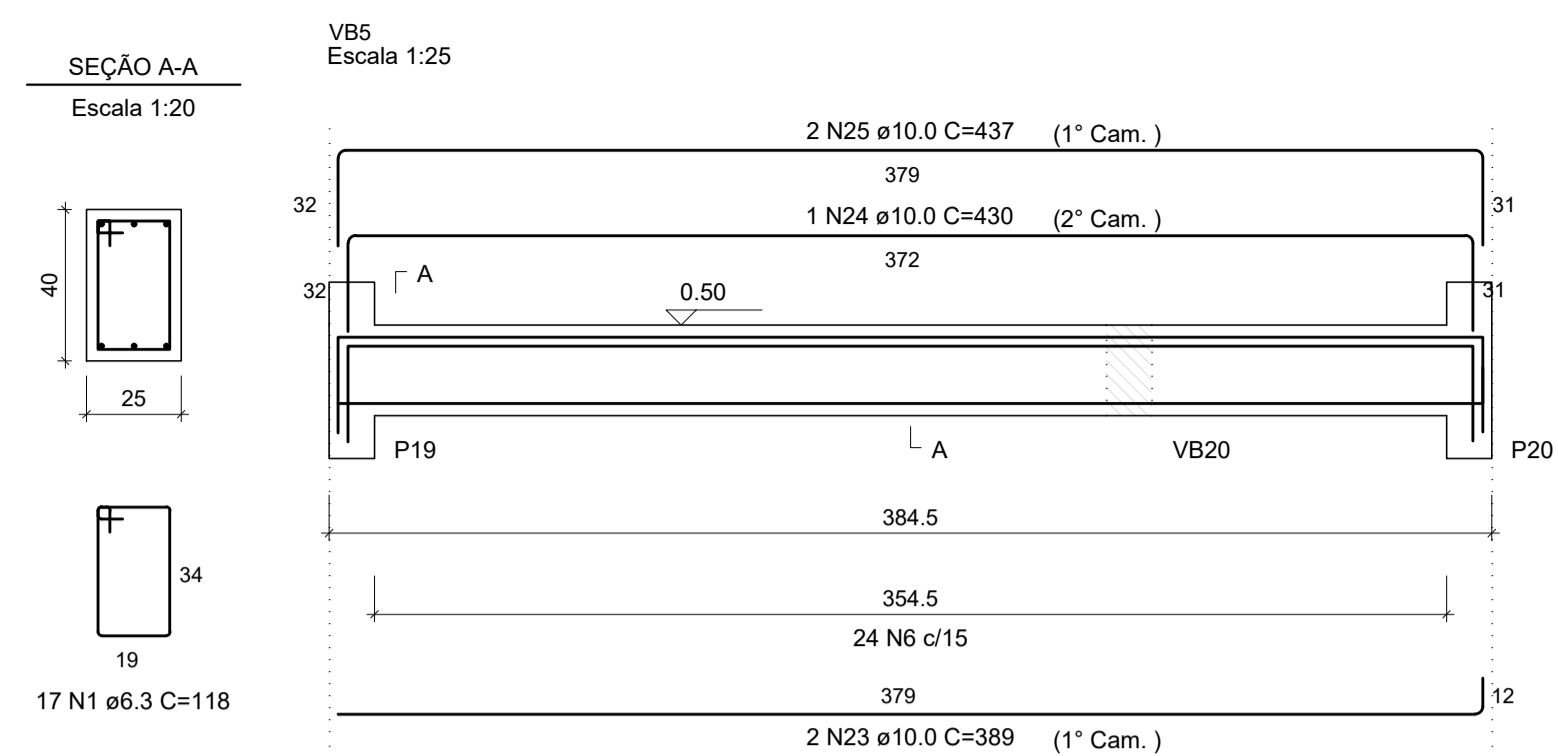 VB5
Escala 1:25
SEÇÃO A-A
Escala 1:20
2 N25 ø10.0 C=437 (1° Cam. )
379
32
31
1 N24 ø10.0 C=430 (2° Cam. )
372
32
31
A
0.50
40
25
P19
A
VB20
P20
384.5
34
19
354.5
24 N6 c/15
17 N1 ø6.3 C=118
379
12
2 N23 ø10.0 C=389 (1° Cam. )